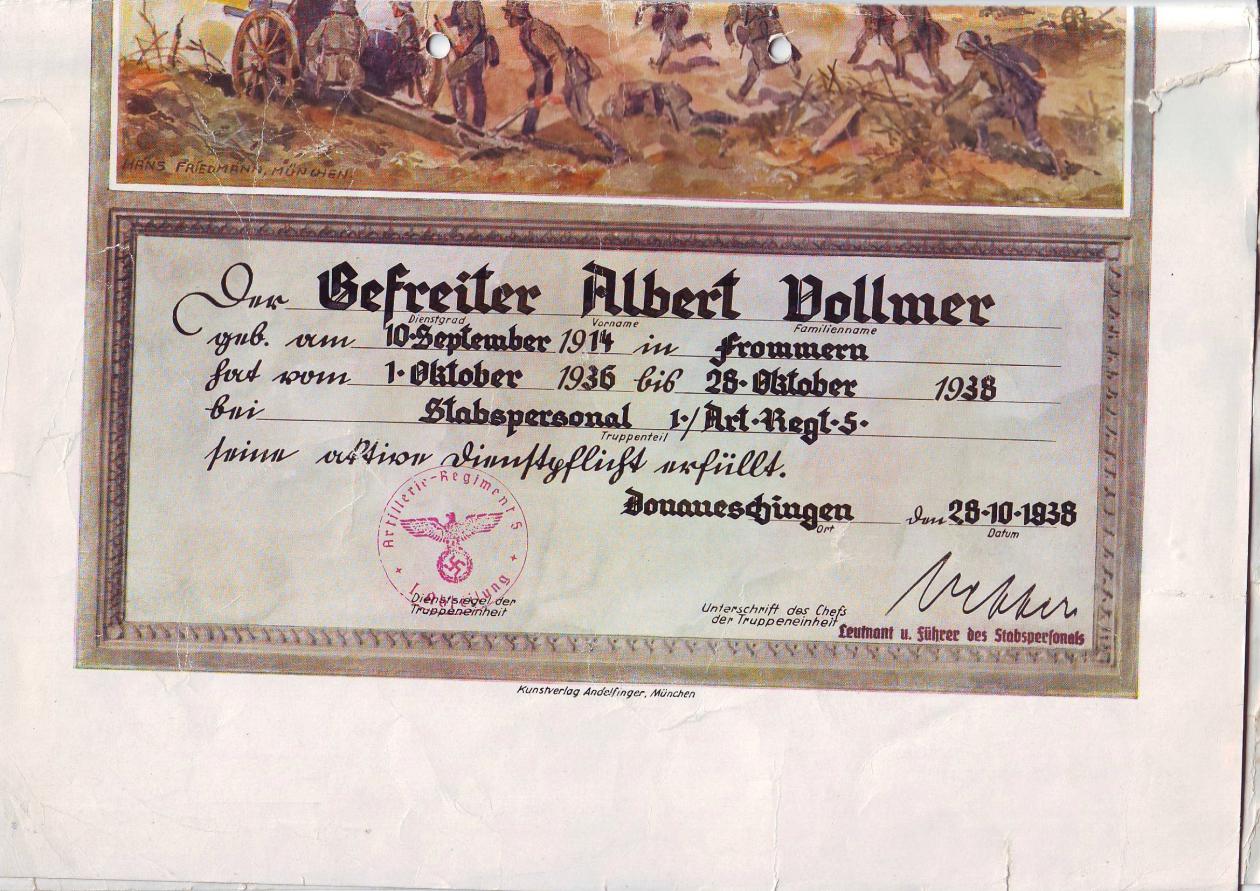 HANS FRIEDMANN, MÜNCHEN.
Der Gefreiter Albert Vollmer
Dienstgrad Vorname Familienname
geb. am 10·September 1914 in Frommern
hat vom 1·Oktober 1936 bis 28·Oktober 1938
bei Stabspersonal 1·/Art·Regt·5·
Truppenteil
seine aktive Dienstpflicht erfüllt.
Donaueschingen den 28·10·1938
Ort Datum
Artillerie-Regiment 5
I. Abteilung
Dienstsiegel der
Truppeneinheit
Unterschrift des Chefs
der Truppeneinheit
Leutnant u. Führer des Stabspersonals
Kunstverlag Andelfinger, München